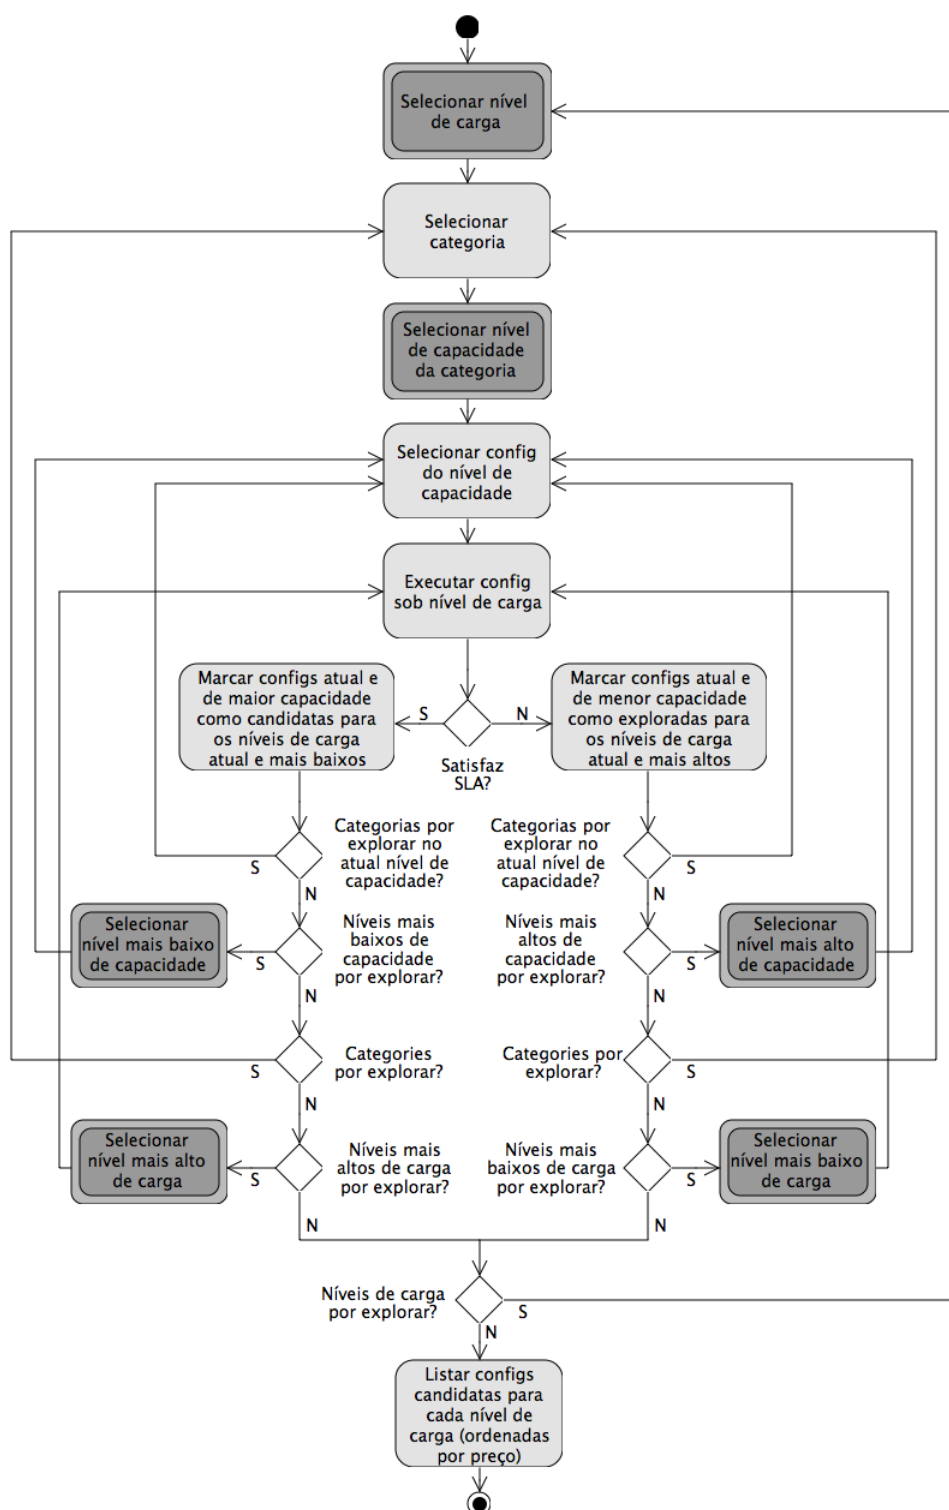 Selecionar nível
de carga
Selecionar
categoria
Selecionar nível
de capacidade
da categoria
Selecionar config
do nível de
capacidade
Executar config
sob nível de carga
Marcar configs atual e
de maior capacidade
como candidatas para
os níveis de carga
atual e mais baixos
S
N
Satisfaz
SLA?
Marcar configs atual e
de menor capacidade
como exploradas para
os níveis de carga
atual e mais altos
Categorias por
explorar no
atual nível de
capacidade?
S
N
Categorias por
explorar no
atual nível de
capacidade?
S
N
Selecionar
nível mais baixo
de capacidade
S
Níveis mais
baixos de
capacidade
por explorar?
N
Níveis mais
altos de
capacidade
por explorar?
S
N
Selecionar
nível mais alto
de capacidade
S
Categories
por explorar?
N
Categories por
explorar?
S
N
Selecionar
nível mais alto
de carga
S
Níveis mais
altos de carga
por explorar?
N
Níveis mais
baixos de carga
por explorar?
S
N
Selecionar
nível mais baixo
de carga
Níveis de carga
por explorar?
S
N
Listar configs
candidatas para
cada nível de
carga (ordenadas
por preço)